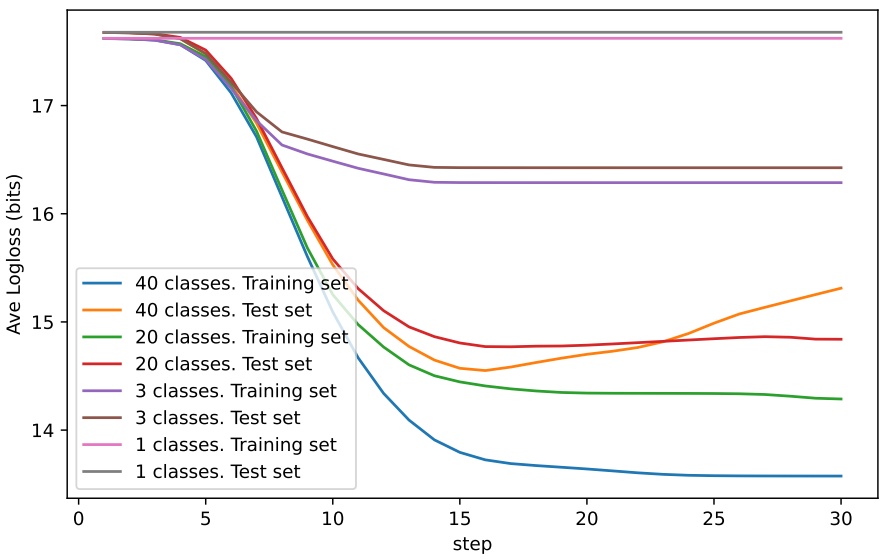 17
16
15
14
Ave Logloss (bits)
40 classes. Training set
40 classes. Test set
20 classes. Training set
20 classes. Test set
3 classes. Training set
3 classes. Test set
1 classes. Training set
1 classes. Test set
0 5 10 15 20 25 30
step